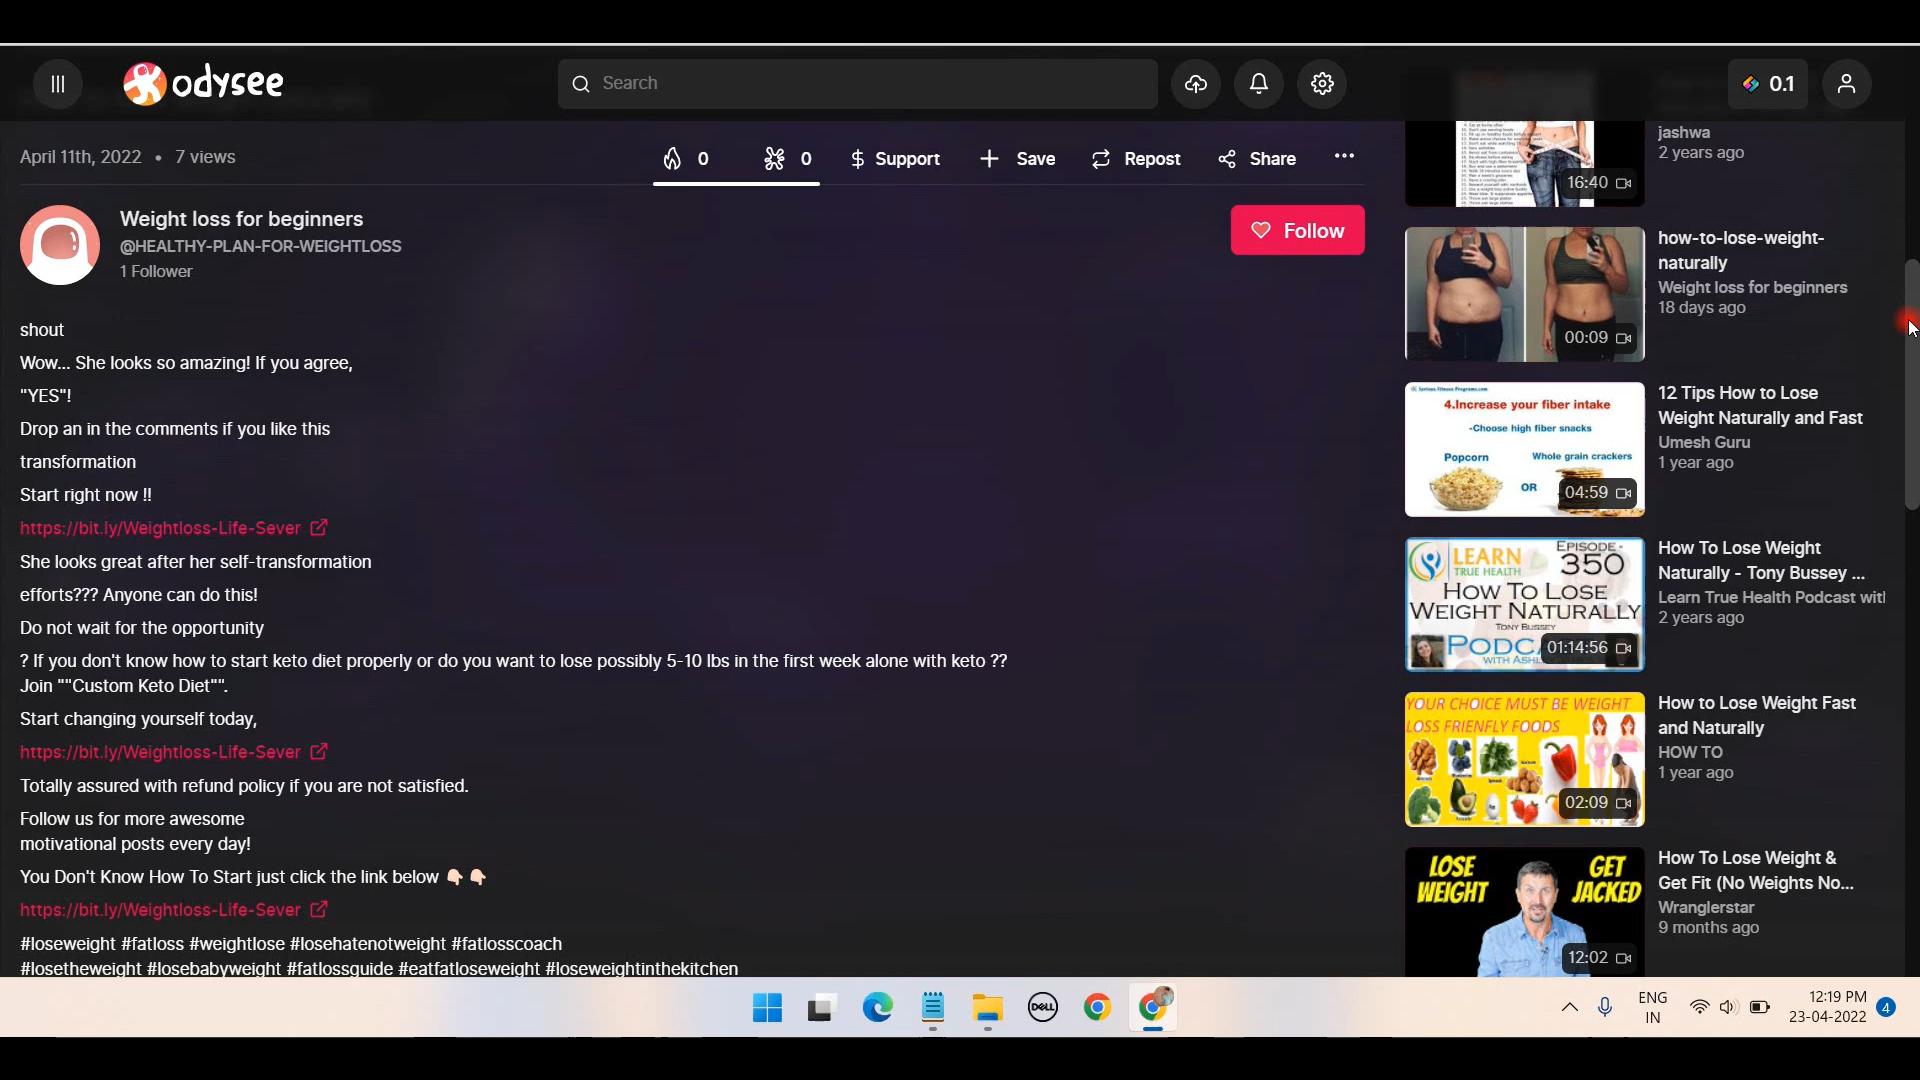 odysee
Search
0.1
April 11th, 2022 • 7 views
0
0
Support
Save
Repost
Share
Weight loss for beginners
@HEALTHY-PLAN-FOR-WEIGHTLOSS
1 Follower
Follow
shout
Wow... She looks so amazing! If you agree,
"YES"!
Drop an in the comments if you like this
transformation
Start right now !!
https://bit.ly/Weightloss-Life-Sever
She looks great after her self-transformation
efforts??? Anyone can do this!
Do not wait for the opportunity
? If you don't know how to start keto diet properly or do you want to lose possibly 5-10 lbs in the first week alone with keto ??
Join ""Custom Keto Diet"".
Start changing yourself today,
https://bit.ly/Weightloss-Life-Sever
Totally assured with refund policy if you are not satisfied.
Follow us for more awesome
motivational posts every day!
You Don't Know How To Start just click the link below 👇🏻👇🏻
https://bit.ly/Weightloss-Life-Sever
#loseweight #fatloss #weightlose #losehatenotweight #fatlosscoach
#losetheweight #losebabyweight #fatlossguide #eatfatloseweight #loseweightinthekitchen
16:40
jashwa
2 years ago
00:09
how-to-lose-weight-
naturally
Weight loss for beginners
18 days ago
4.Increase your fiber intake
-Choose high fiber snacks
Popcorn
Whole grain crackers
OR
04:59
12 Tips How to Lose
Weight Naturally and Fast
Umesh Guru
1 year ago
LEARN
TRUE HEALTH
EPISODE-
350
HOW TO LOSE
WEIGHT NATURALLY
TONY BUSSEY
PODC
WITH ASHL
01:14:56
How To Lose Weight
Naturally - Tony Bussey ...
Learn True Health Podcast wit
2 years ago
YOUR CHOICE MUST BE WEIGHT
LOSS FRIENFLY FOODS
02:09
How to Lose Weight Fast
and Naturally
HOW TO
1 year ago
LOSE
WEIGHT
GET
JACKED
12:02
How To Lose Weight &
Get Fit (No Weights No...
Wranglerstar
9 months ago
DELL
ENG
IN
12:19 PM
23-04-2022
4